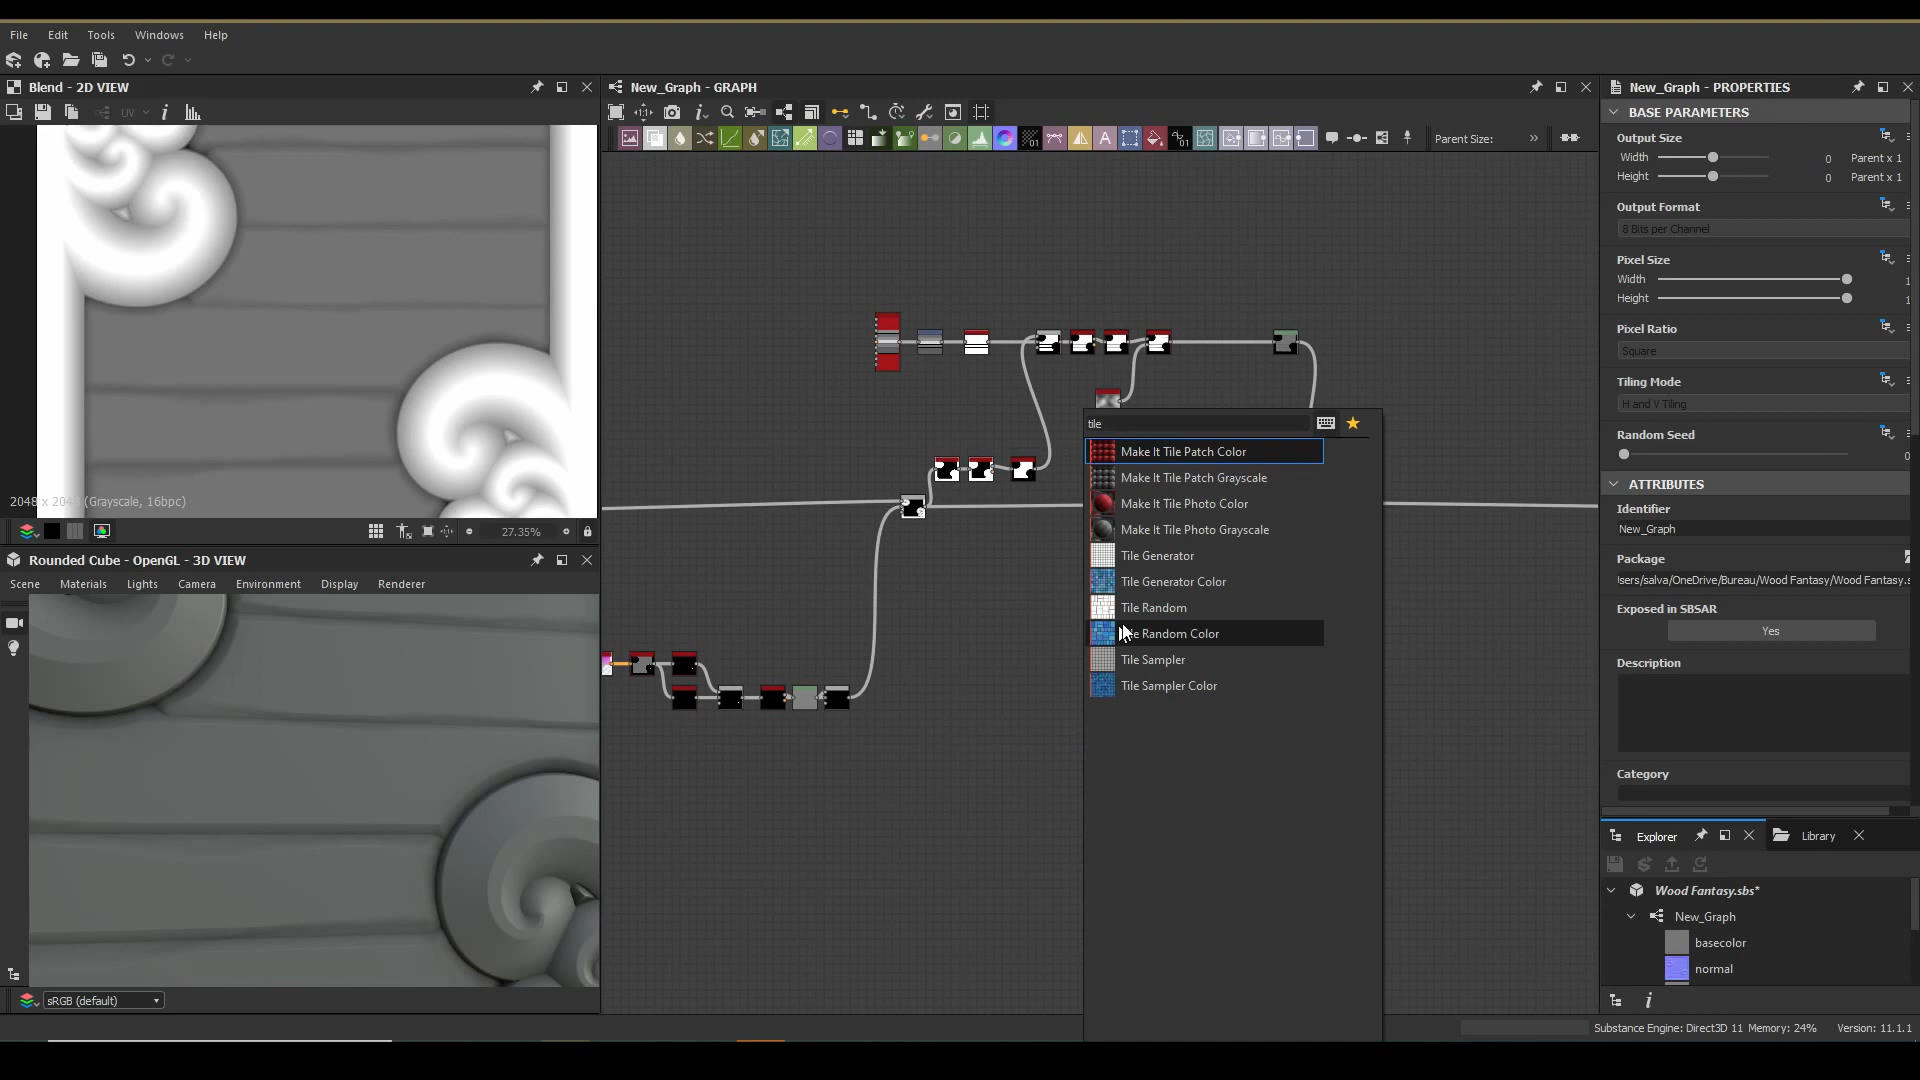 File Edit Tools Windows Help
Blend - 2D VIEW
UV
2048 x 2048 (Grayscale, 16bpc)
27.35%
Rounded Cube - OpenGL - 3D VIEW
Scene Materials Lights Camera Environment Display Renderer
sRGB (default)
New_Graph - GRAPH
Parent Size:
tile
Make It Tile Patch Color
Make It Tile Patch Grayscale
Make It Tile Photo Color
Make It Tile Photo Grayscale
Tile Generator
Tile Generator Color
Tile Random
Random Color
Tile Sampler
Tile Sampler Color
New_Graph - PROPERTIES
BASE PARAMETERS
Output Size
Width 0 Parent x 1
Height 0 Parent x 1
Output Format
8 Bits per Channel
Pixel Size
Width 1
Height 1
Pixel Ratio
Square
Tiling Mode
H and V Tiling
Random Seed
0
ATTRIBUTES
Identifier
New_Graph
Package
sers/salva/OneDrive/Bureau/Wood Fantasy/Wood Fantasy.s
Exposed in SBSAR
Yes
Description
Category
Explorer Library
Wood Fantasy.sbs*
New_Graph
basecolor
normal
Substance Engine: Direct3D 11 Memory: 24% Version: 11.1.1